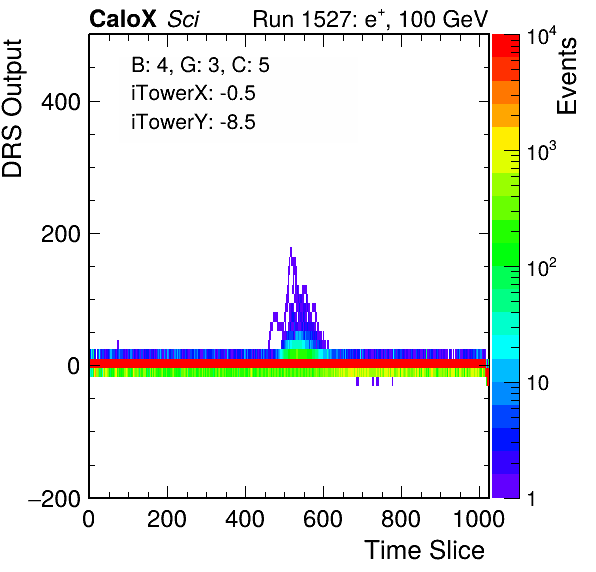 CaloX Sci Run 1527: e⁺, 100 GeV
B: 4, G: 3, C: 5
iTowerX: -0.5
iTowerY: -8.5
DRS Output
400
200
0
−200
0 200 400 600 800 1000
Time Slice
Events
10⁴
10³
10²
10
1